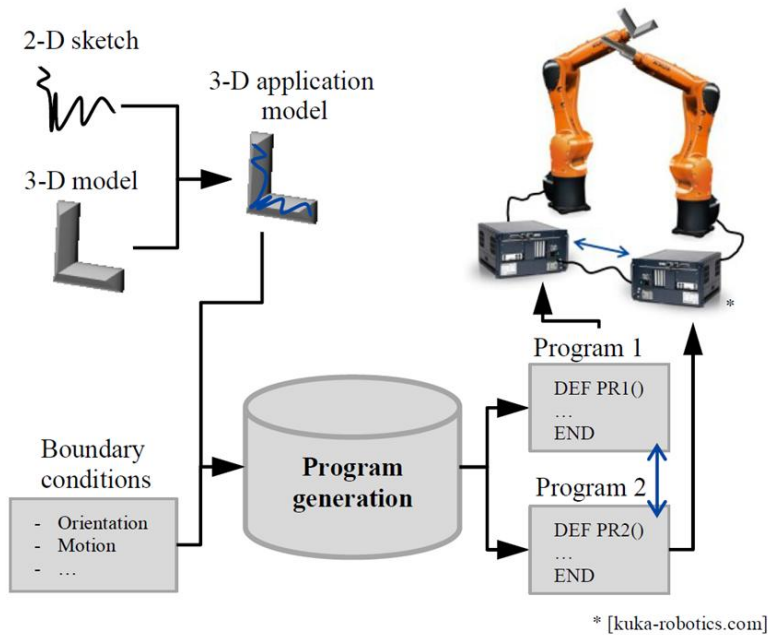 2-D sketch
3-D application
model
3-D model
*
Program 1
DEF PR1()
…
END
Boundary
conditions
- Orientation
- Motion
- …
Program
generation
Program 2
DEF PR2()
…
END
* [kuka-robotics.com]